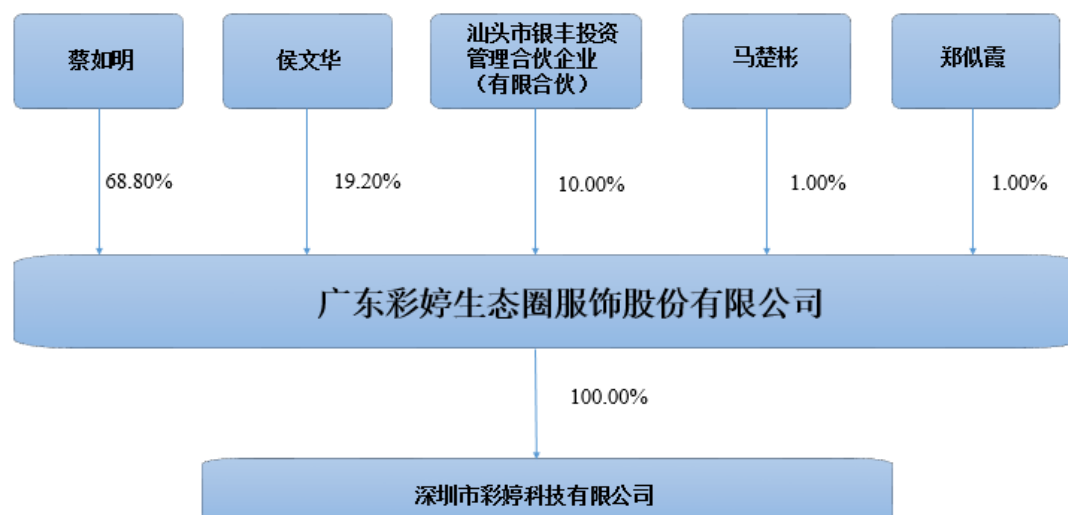 蔡如明
侯文华
汕头市银丰投资
管理合伙企业
（有限合伙）
马楚彬
郑似霞
68.80%
19.20%
10.00%
1.00%
1.00%
广东彩婷生态圈服饰股份有限公司
100.00%
深圳市彩婷科技有限公司